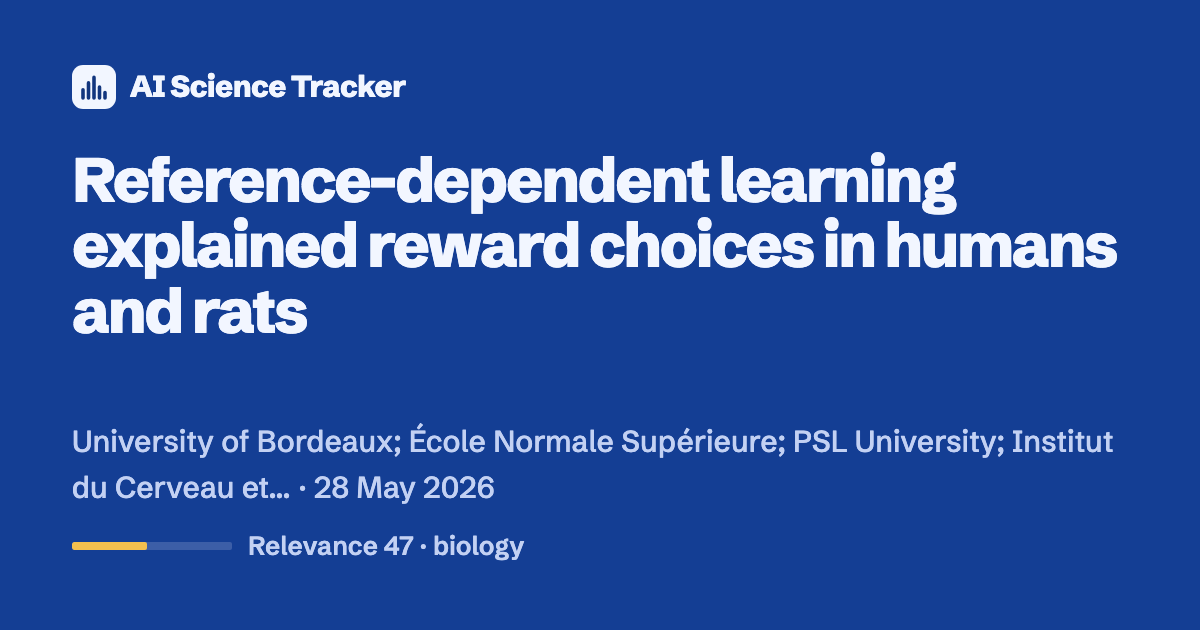 AI Science Tracker
Reference-dependent learning
explained reward choices in humans
and rats
University of Bordeaux; École Normale Supérieure; PSL University; Institut
du Cerveau et… · 28 May 2026
Relevance 47 · biology